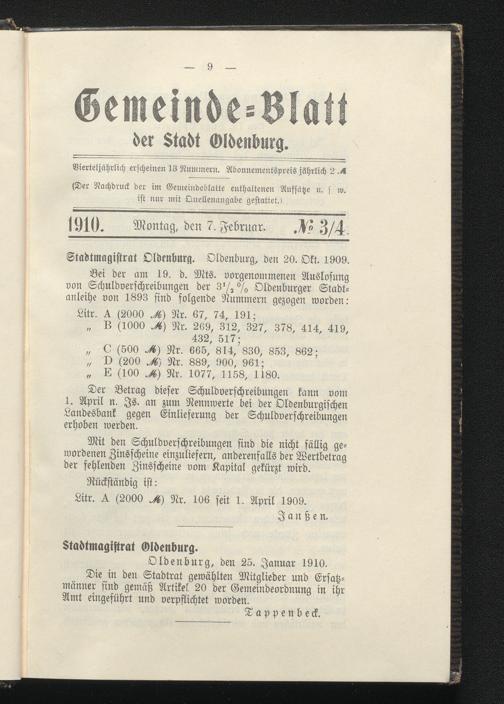 — 9 —
Gemeinde-Blatt
der Stadt Oldenburg.
Vierteljährlich erscheinen 13 Nummern. Abonnementspreis jährlich 2 ℳ
(Der Nachdruck der im Gemeindeblatte enthaltenen Aufsätze u. s. w.
ist nur mit Quellenangabe gestattet.)
1910. Montag, den 7. Februar. № 3/4.
Stadtmagistrat Oldenburg. Oldenburg, den 20. Okt. 1909.
Bei der am 19. d. Mts. vorgenommenen Auslosung
von Schuldverschreibungen der 3½ % Oldenburger Stadt-
anleihe von 1893 sind folgende Nummern gezogen worden:
Litr. A (2000 ℳ) Nr. 67, 74, 191;
„ B (1000 ℳ) Nr. 269, 312, 327, 378, 414, 419,
432, 517;
„ C (500 ℳ) Nr. 665, 814, 830, 853, 862;
„ D (200 ℳ) Nr. 889, 900, 961;
„ E (100 ℳ) Nr. 1077, 1158, 1180.
Der Betrag dieser Schuldverschreibungen kann vom
1. April n. Js. an zum Nennwerte bei der Oldenburgischen
Landesbank gegen Einlieferung der Schuldverschreibungen
erhoben werden.
Mit den Schuldverschreibungen sind die nicht fällig ge-
wordenen Zinsscheine einzuliefern, anderenfalls der Wertbetrag
der fehlenden Zinsscheine vom Kapital gekürzt wird.
Rückständig ist:
Litr. A (2000 ℳ) Nr. 106 seit 1. April 1909.
Janßen.
Stadtmagistrat Oldenburg.
Oldenburg, den 25. Januar 1910.
Die in den Stadtrat gewählten Mitglieder und Ersatz-
männer sind gemäß Artikel 20 der Gemeindeordnung in ihr
Amt eingeführt und verpflichtet worden.
Tappenbeck.